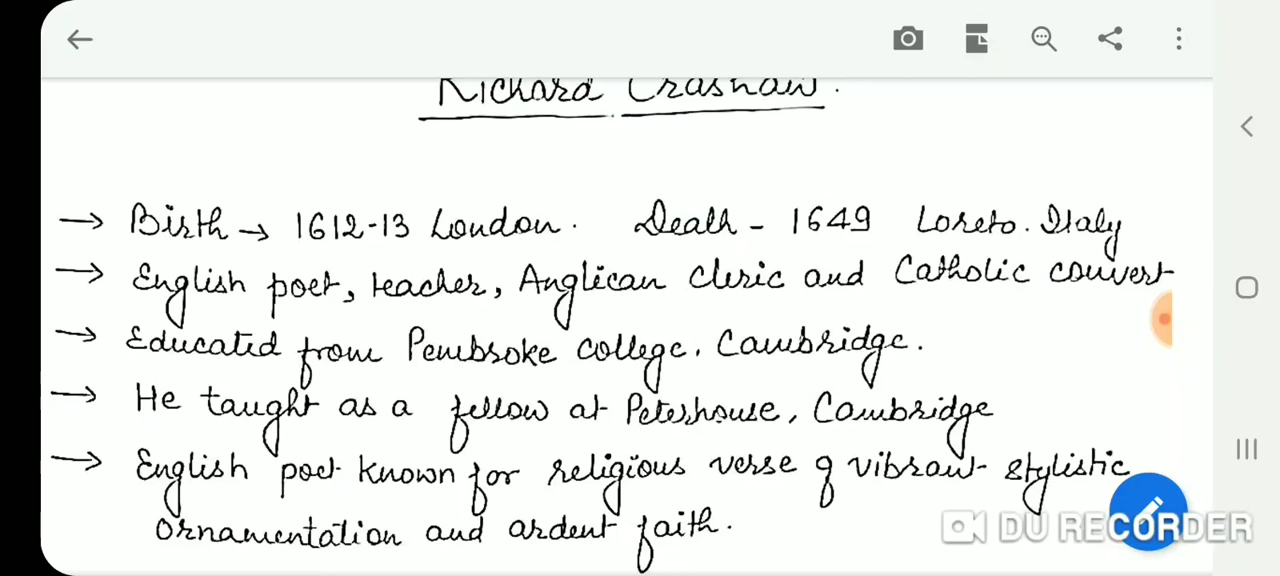 Richard Crashaw.
→ Birth → 1612-13 London. Death - 1649 Loreto. Italy
→ English poet, teacher, Anglican cleric and Catholic convert
→ Educated from Pembroke college, Cambridge.
→ He taught as a fellow at Peterhouse, Cambridge
→ English poet known for religious verse of vibrant stylistic
ornamentation and ardent faith.
DU RECORDER